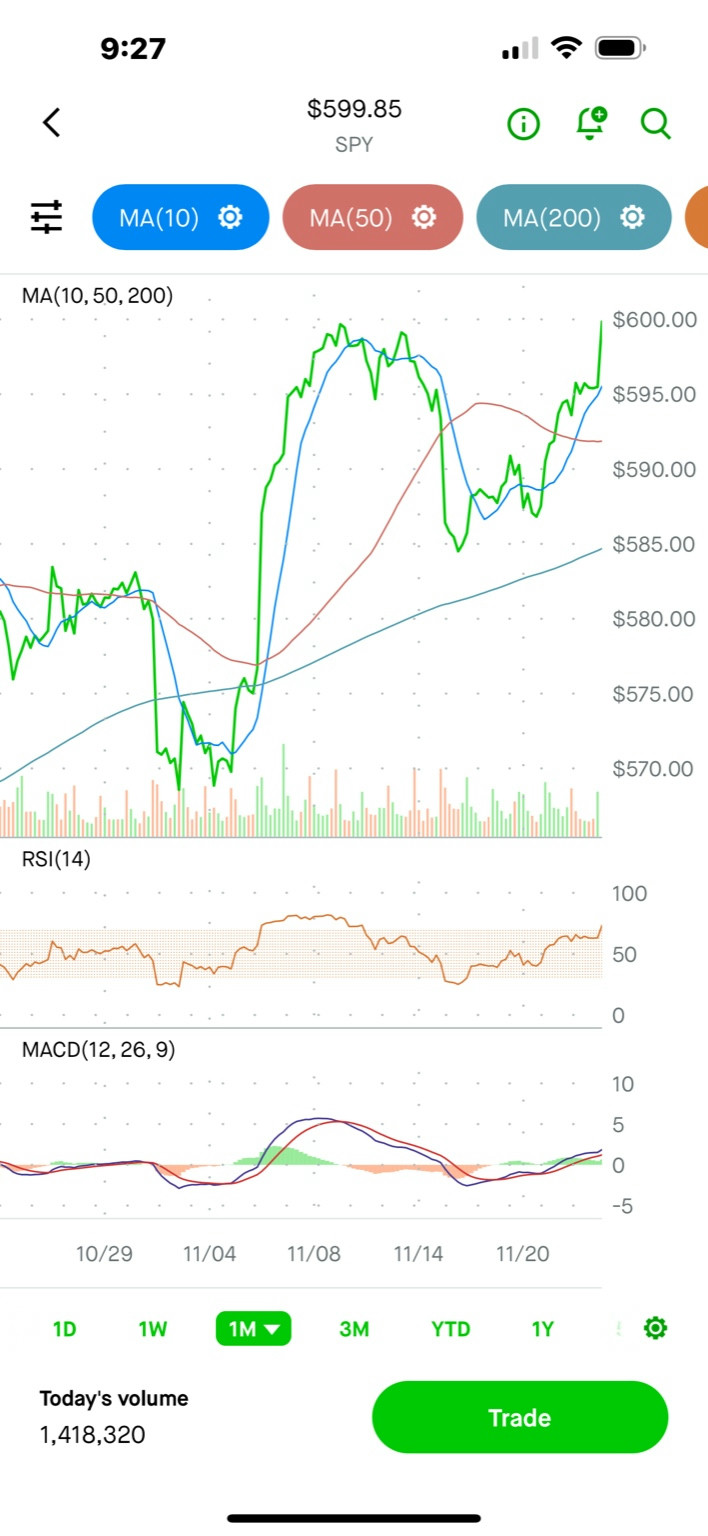 9:27
$599.85
SPY
MA(10)
MA(50)
MA(200)
MA(10, 50, 200)
$600.00
$595.00
$590.00
$585.00
$580.00
$575.00
$570.00
RSI(14)
100
50
0
MACD(12, 26, 9)
10
5
0
-5
10/29 11/04 11/08 11/14 11/20
1D 1W 1M 3M YTD 1Y
Today's volume
1,418,320
Trade